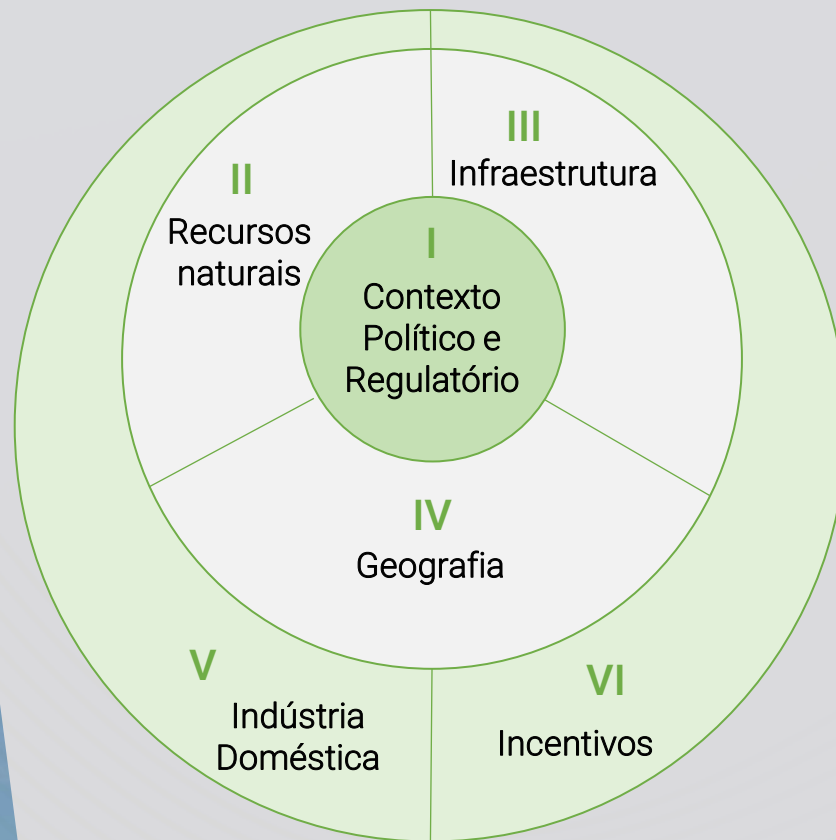 I
Contexto
Político e
Regulatório
II
Recursos
naturais
III
Infraestrutura
IV
Geografia
V
Indústria
Doméstica
VI
Incentivos